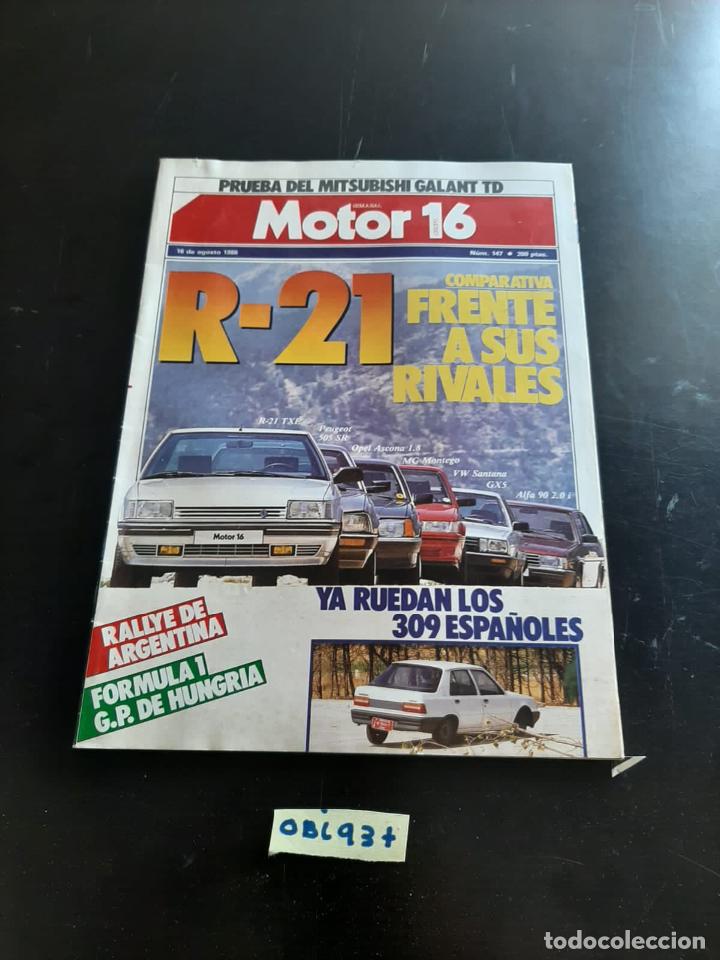 PRUEBA DEL MITSUBISHI GALANT TD
SEMANAL
Motor 16
16 de agosto 1986
Núm. 147 ● 200 ptas.
R-21
COMPARATIVA
FRENTE
A SUS
RIVALES
R-21 TXE
Peugeot
505 SR
Opel Ascona 1.8
MG Montego
VW Santana
GX5
Alfa 90 2.0 i
Motor 16
RALLYE DE
ARGENTINA
FORMULA 1
G.P. DE HUNGRIA
YA RUEDAN LOS
309 ESPAÑOLES
OBi93+
todocoleccion